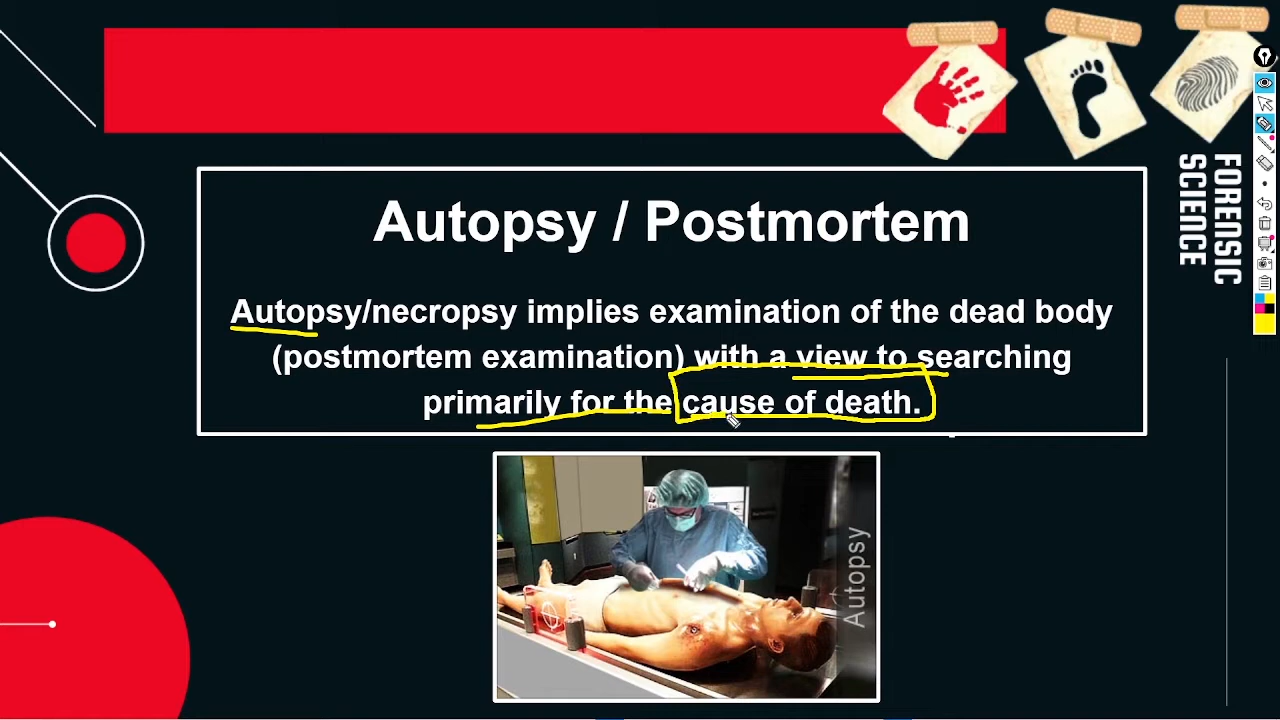 FORENSIC
SCIENCE
Autopsy / Postmortem
Autopsy/necropsy implies examination of the dead body
(postmortem examination) with a view to searching
primarily for the cause of death.
Autopsy